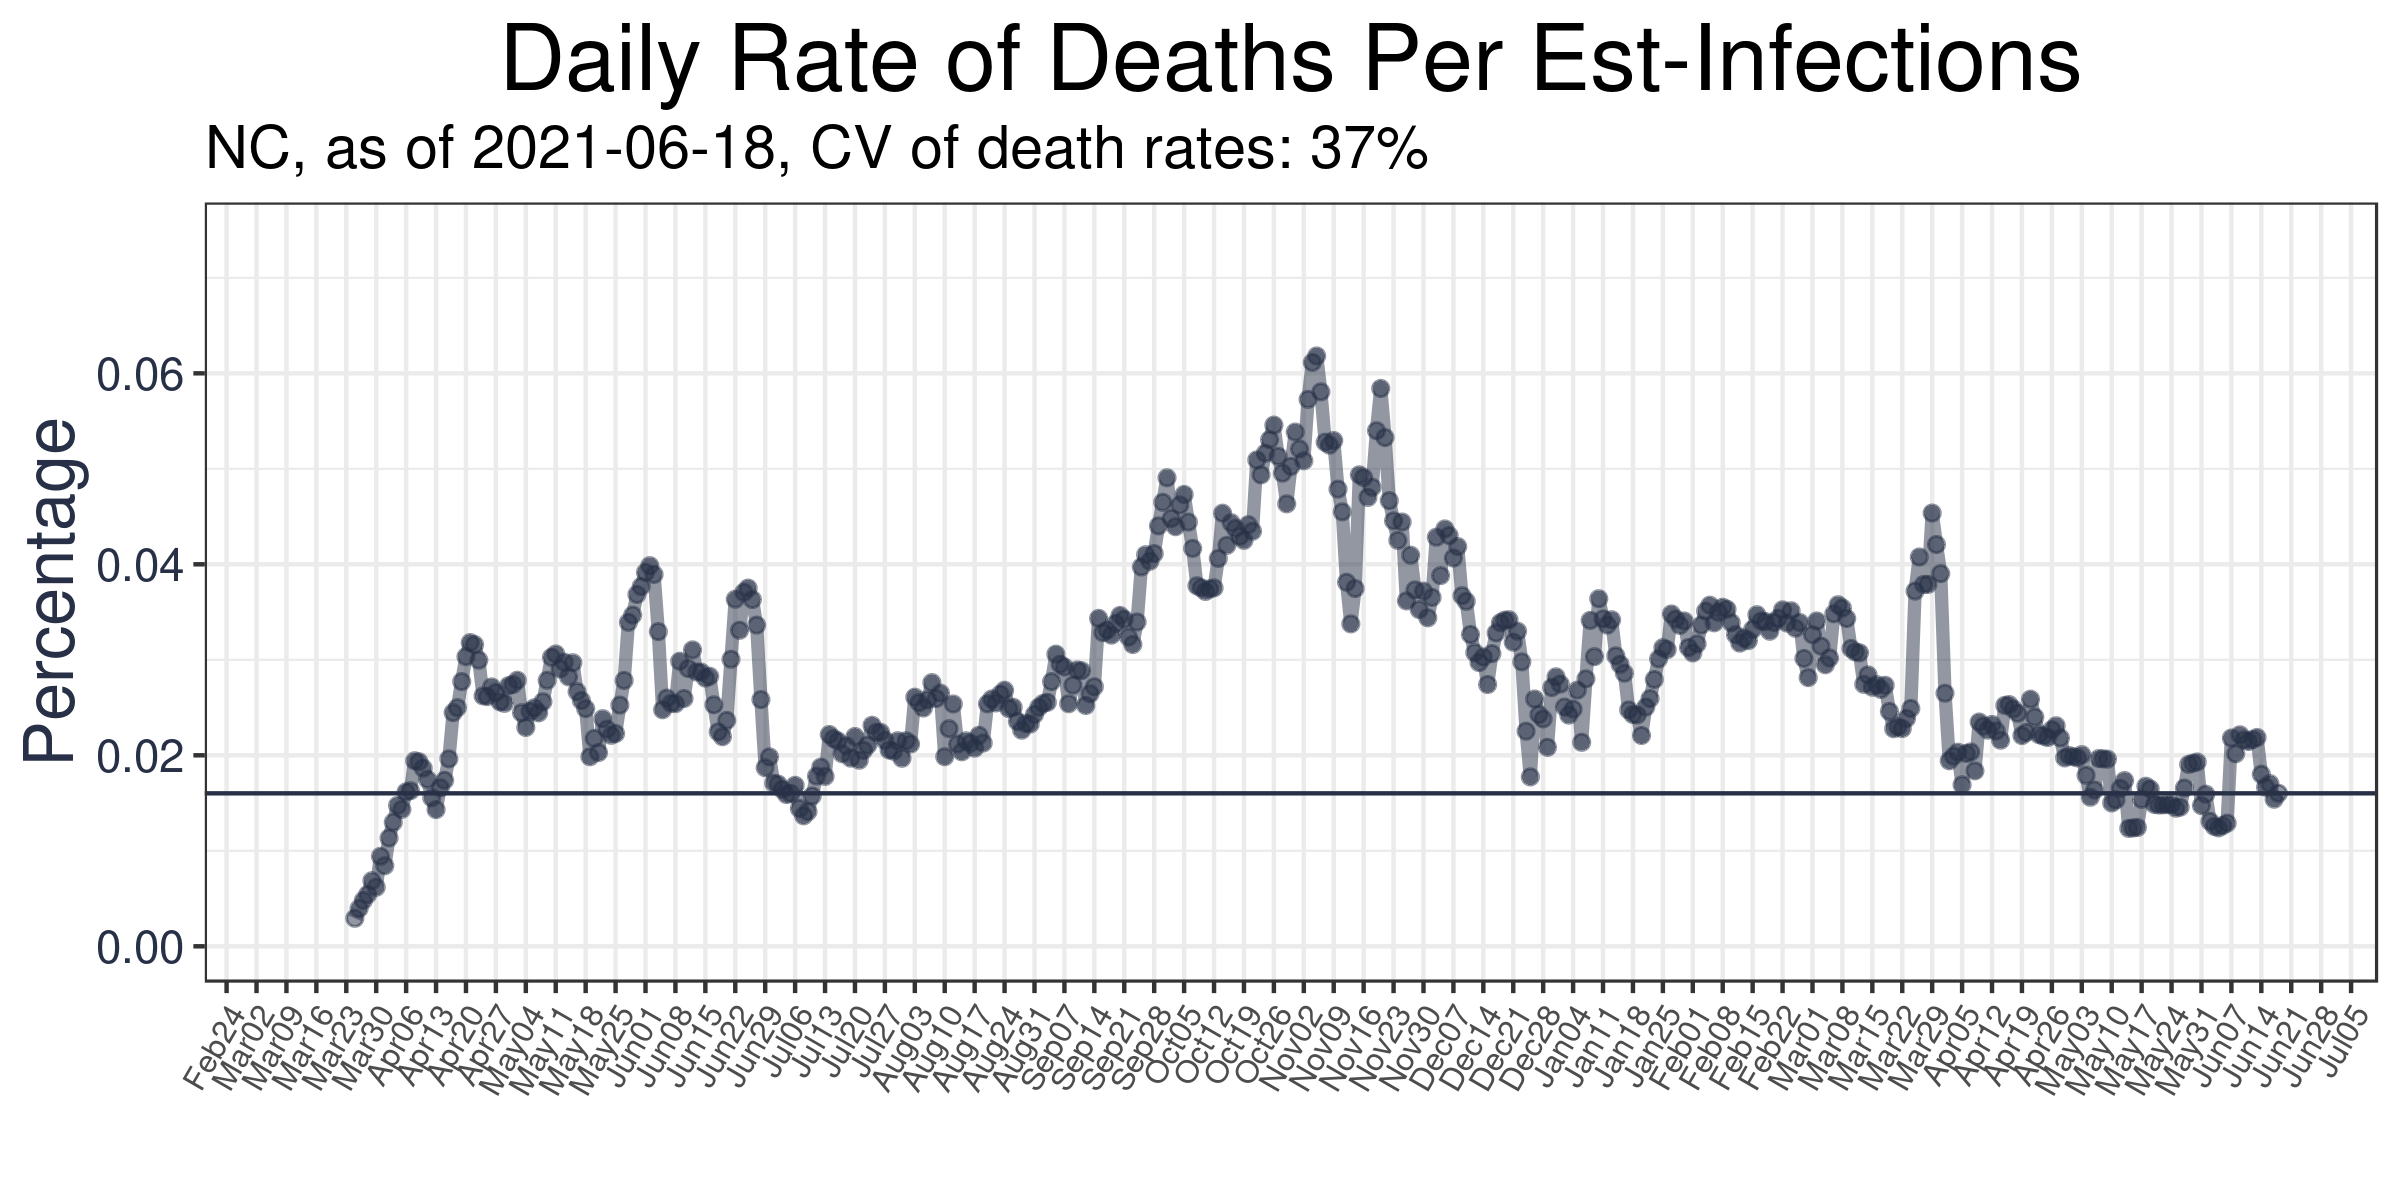 Daily Rate of Deaths Per Est-Infections
NC, as of 2021-06-18, CV of death rates: 37%
Percentage
0.06
0.04
0.02
0.00
Feb24
Mar02
Mar09
Mar16
Mar23
Mar30
Apr06
Apr13
Apr20
Apr27
May04
May11
May18
May25
Jun01
Jun08
Jun15
Jun22
Jun29
Jul06
Jul13
Jul20
Jul27
Aug03
Aug10
Aug17
Aug24
Aug31
Sep07
Sep14
Sep21
Sep28
Oct05
Oct12
Oct19
Oct26
Nov02
Nov09
Nov16
Nov23
Nov30
Dec07
Dec14
Dec21
Dec28
Jan04
Jan11
Jan18
Jan25
Feb01
Feb08
Feb15
Feb22
Mar01
Mar08
Mar15
Mar22
Mar29
Apr05
Apr12
Apr19
Apr26
May03
May10
May17
May24
May31
Jun07
Jun14
Jun21
Jun28
Jul05